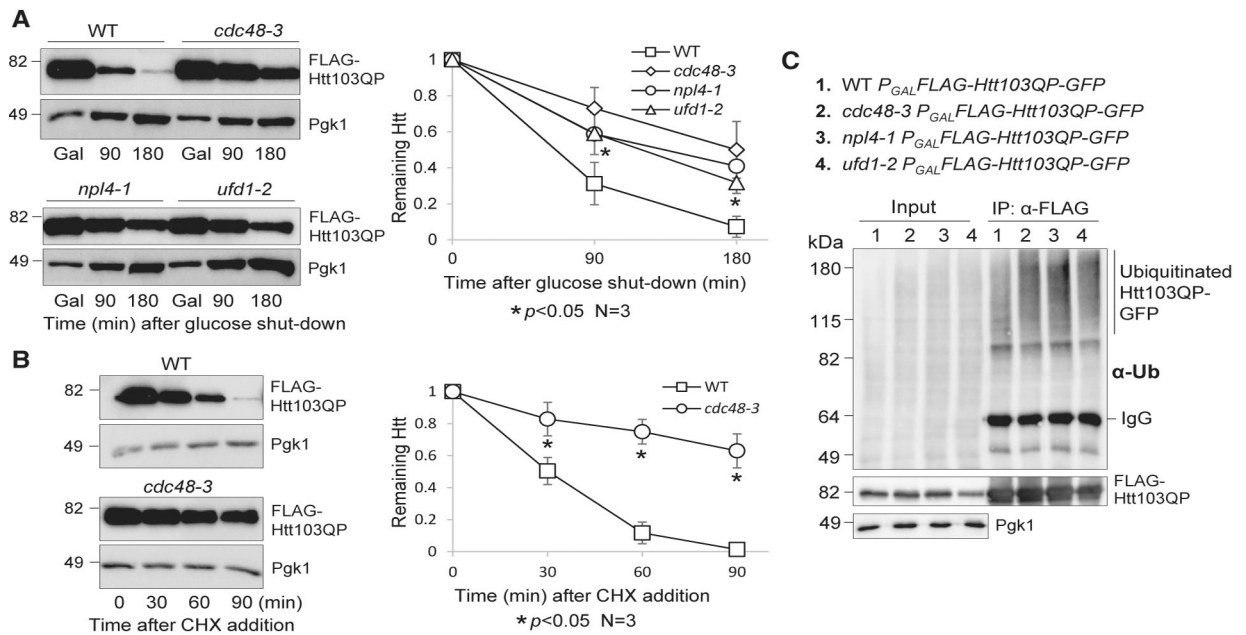 A
WT cdc48-3
82
FLAG-
Htt103QP
49
Pgk1
Gal 90 180 Gal 90 180
npl4-1 ufd1-2
82
FLAG-
Htt103QP
49
Pgk1
Gal 90 180 Gal 90 180
Time (min) after glucose shut-down
Remaining Htt
1
0.8
0.6
0.4
0.2
0
WT
cdc48-3
npl4-1
ufd1-2
*
*
0 90 180
Time after glucose shut-down (min)
* p<0.05 N=3
B
WT
82
FLAG-
Htt103QP
49
Pgk1
cdc48-3
82
FLAG-
Htt103QP
49
Pgk1
0 30 60 90 (min)
Time after CHX addition
Remaining Htt
1
0.8
0.6
0.4
0.2
0
WT
cdc48-3
* * *
0 30 60 90
Time (min) after CHX addition
* p<0.05 N=3
C
1. WT PGALFLAG-Htt103QP-GFP
2. cdc48-3 PGALFLAG-Htt103QP-GFP
3. npl4-1 PGALFLAG-Htt103QP-GFP
4. ufd1-2 PGALFLAG-Htt103QP-GFP
Input IP: α-FLAG
kDa 1 2 3 4 1 2 3 4
180
115
82
64
49
Ubiquitinated
Htt103QP-
GFP
α-Ub
IgG
82
FLAG-
Htt103QP
49
Pgk1